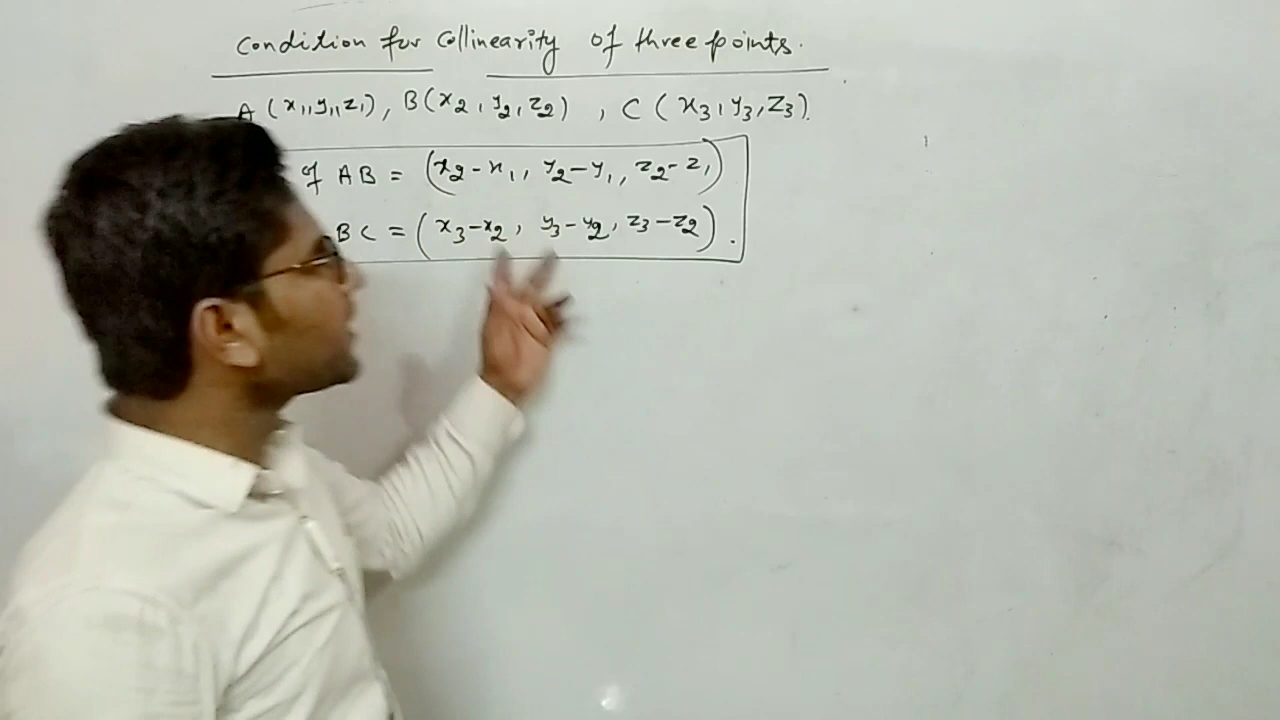 Condition for Collinearity of three points.
A (x₁, y₁, z₁), B(x₂, y₂, z₂) , C (x₃, y₃, z₃).
of AB = (x₂-x₁, y₂-y₁, z₂-z₁)
BC = (x₃-x₂, y₃-y₂, z₃-z₂).